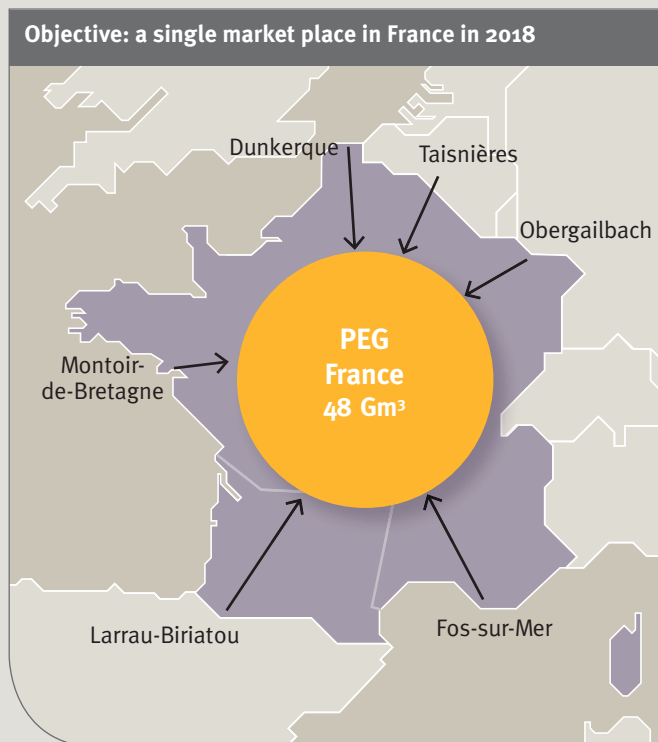 Objective: a single market place in France in 2018
Dunkerque
Taisnières
Obergailbach
PEG
France
48 Gm³
Montoir-
de-Bretagne
Larrau-Biriatou
Fos-sur-Mer